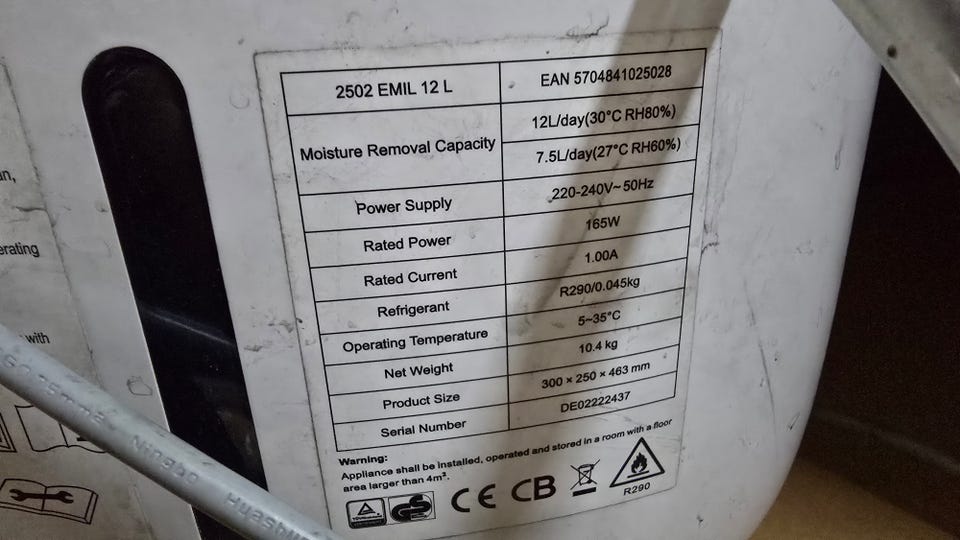 2502 EMIL 12 L EAN 5704841025028
Moisture Removal Capacity 12L/day(30°C RH80%)
7.5L/day(27°C RH60%)
Power Supply 220-240V~ 50Hz
Rated Power 165W
Rated Current 1.00A
Refrigerant R290/0.045kg
Operating Temperature 5~35°C
Net Weight 10.4 kg
Product Size 300 × 250 × 463 mm
Serial Number DE02222437
Warning:
Appliance shall be installed, operated and stored in a room with a floor
area larger than 4m².
CE CB
R290
with
Ningbo Huashu